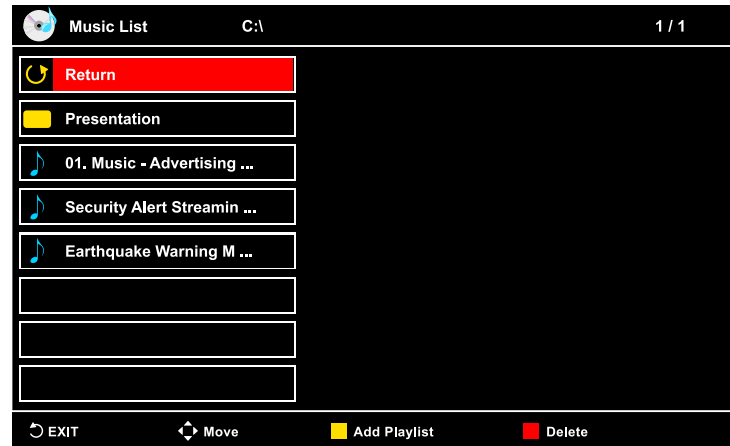 Music List C:\ 1 / 1
Return
Presentation
01. Music - Advertising ...
Security Alert Streamin ...
Earthquake Warning M ...
EXIT Move Add Playlist Delete